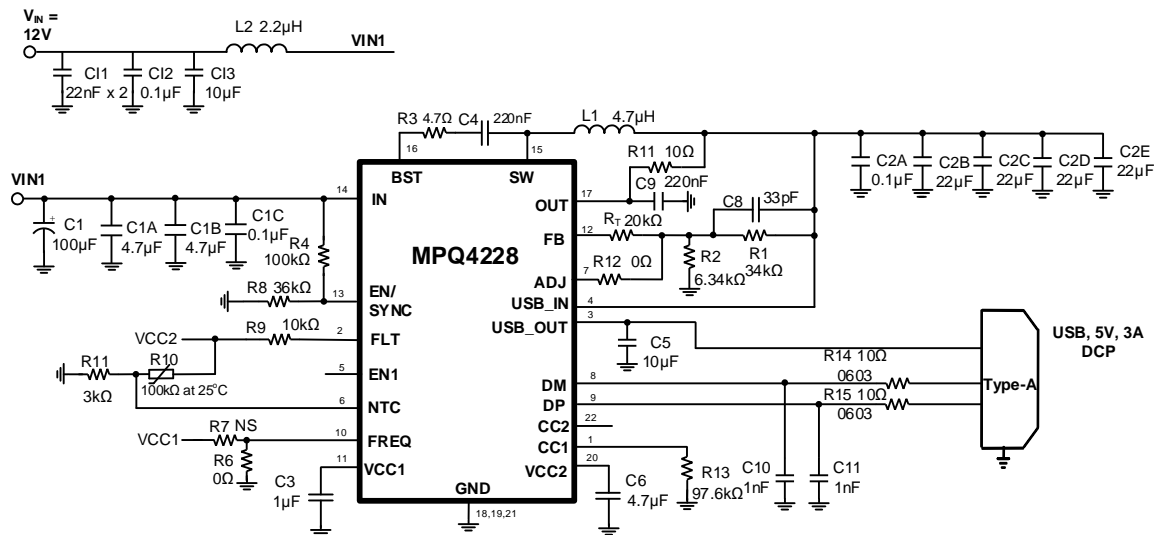 VIN =
12V
L2 2.2µH
VIN1
CI1
22nF x 2
CI2
0.1µF
CI3
10µF
R3 4.7Ω
C4
220nF
L1 4.7µH
16
15
BST
SW
R11 10Ω
C9
220nF
C2A
0.1µF
C2B
22µF
C2C
22µF
C2D
22µF
C2E
22µF
VIN1
14
IN
C1
+
100µF
C1A
4.7µF
C1B
4.7µF
C1C
0.1µF
R4
100kΩ
MPQ4228
OUT
17
C8
33pF
FB
12
RT 20kΩ
R2
6.34kΩ
R1
34kΩ
ADJ
7
R12 0Ω
R8 36kΩ
13
EN/
SYNC
USB_IN
4
USB_OUT
3
VCC2
R9
10kΩ
2
FLT
C5
10µF
USB, 5V, 3A
DCP
R11
3kΩ
R10
100kΩ at 25°C
5
EN1
6
NTC
DM
8
R14 10Ω
0603
Type-A
DP
9
R15 10Ω
0603
CC2
22
VCC1
R7 NS
10
FREQ
R6
0Ω
CC1
1
R13
97.6kΩ
C10
1nF
C11
1nF
11
VCC1
VCC2
20
C3
1µF
GND
18,19,21
C6
4.7µF